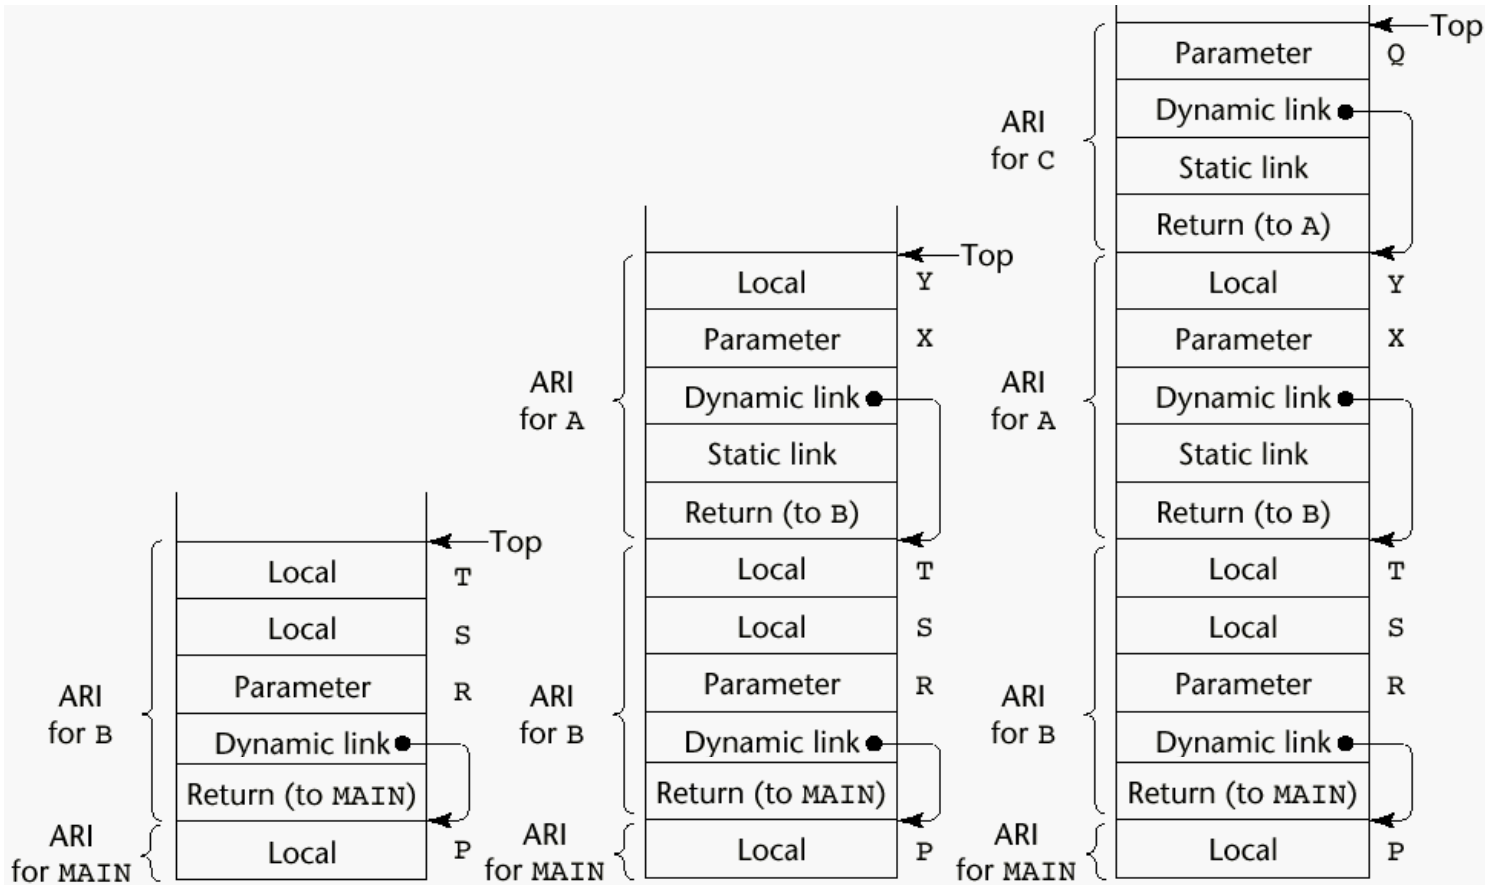 Top
Local T
Local S
ARI
for B
Parameter R
Dynamic link
Return (to MAIN)
ARI
for MAIN
Local P
Top
Local Y
Parameter X
ARI
for A
Dynamic link
Static link
Return (to B)
Local T
Local S
ARI
for B
Parameter R
Dynamic link
Return (to MAIN)
ARI
for MAIN
Local P
Top
Parameter Q
ARI
for C
Dynamic link
Static link
Return (to A)
Local Y
Parameter X
ARI
for A
Dynamic link
Static link
Return (to B)
Local T
Local S
ARI
for B
Parameter R
Dynamic link
Return (to MAIN)
ARI
for MAIN
Local P